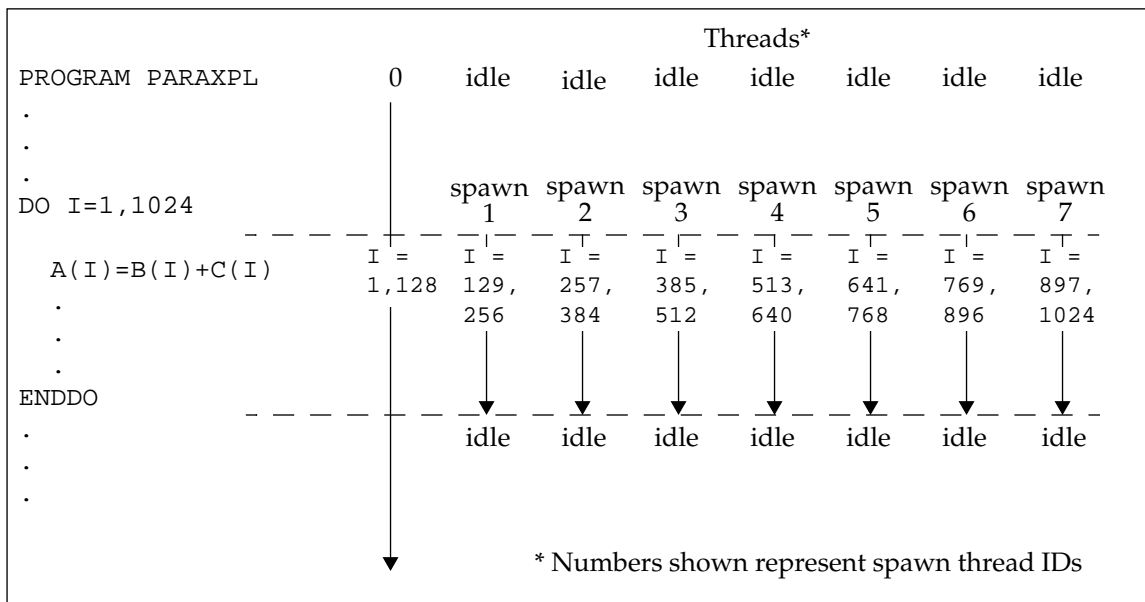 Threads*
PROGRAM PARAXPL 0 idle idle idle idle idle idle idle
.
.
.
DO I=1,1024
spawn spawn spawn spawn spawn spawn spawn
1 2 3 4 5 6 7
A(I)=B(I)+C(I)
I = I = I = I = I = I = I = I =
1,128 129, 257, 385, 513, 641, 769, 897,
256 384 512 640 768 896 1024
.
.
.
ENDDO
. idle idle idle idle idle idle idle
.
.
* Numbers shown represent spawn thread IDs